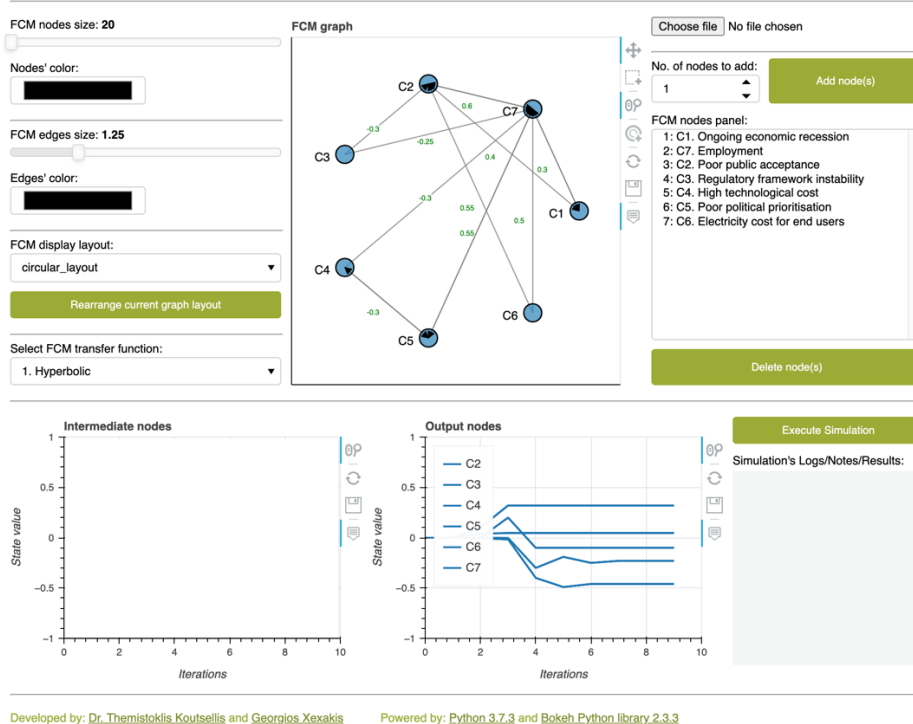 FCM nodes size: 20
Nodes' color:
FCM edges size: 1.25
Edges' color:
FCM display layout:
circular_layout
Rearrange current graph layout
Select FCM transfer function:
1. Hyperbolic
FCM graph
C2
C7
C3
C1
C4
C6
C5
0.6
-0.3
-0.25
0.4
0.3
-0.3
0.55
0.5
0.55
-0.3
Choose file No file chosen
No. of nodes to add:
1
Add node(s)
FCM nodes panel:
1: C1. Ongoing economic recession
2: C7. Employment
3: C2. Poor public acceptance
4: C3. Regulatory framework instability
5: C4. High technological cost
6: C5. Poor political prioritisation
7: C6. Electricity cost for end users
Delete node(s)
Intermediate nodes
State value
1
0.5
0
−0.5
−1
0 2 4 6 8 10
Iterations
Output nodes
State value
1
0.5
0
−0.5
−1
C2
C3
C4
C5
C6
C7
0 2 4 6 8 10
Iterations
Execute Simulation
Simulation's Logs/Notes/Results:
Developed by: Dr. Themistoklis Koutsellis and Georgios Xexakis Powered by: Python 3.7.3 and Bokeh Python library 2.3.3